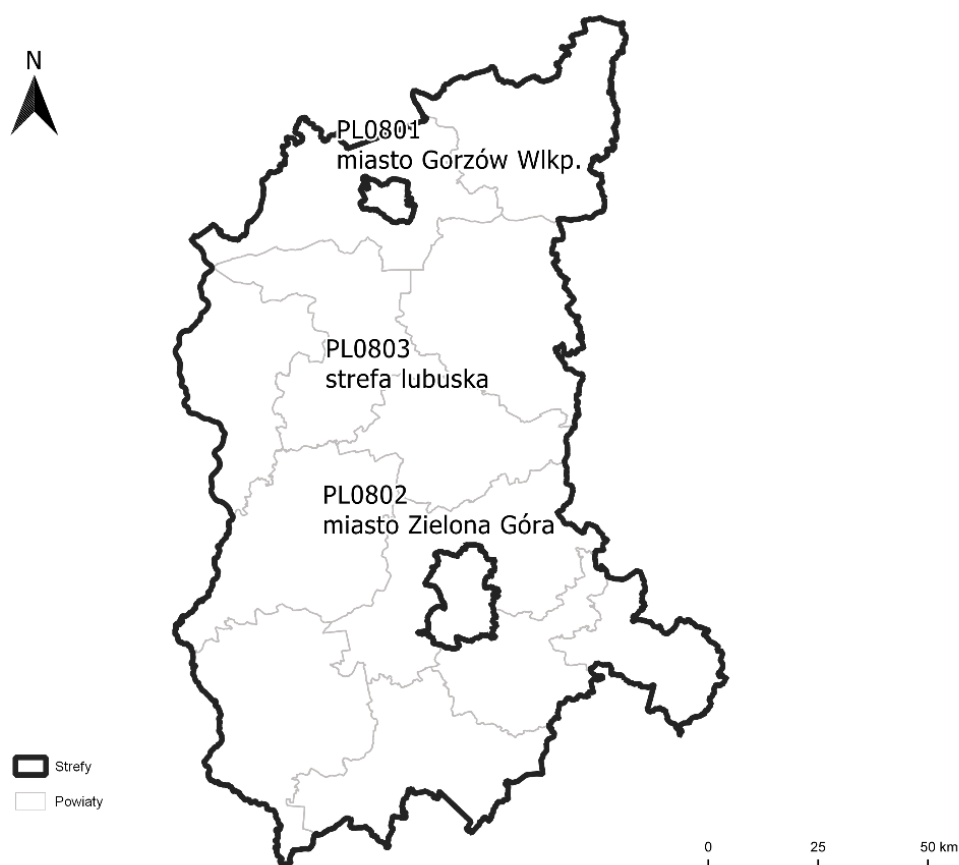 N
PL0801
miasto Gorzów Wlkp.
PL0803
strefa lubuska
PL0802
miasto Zielona Góra
Strefy
Powiaty
0 25 50 km